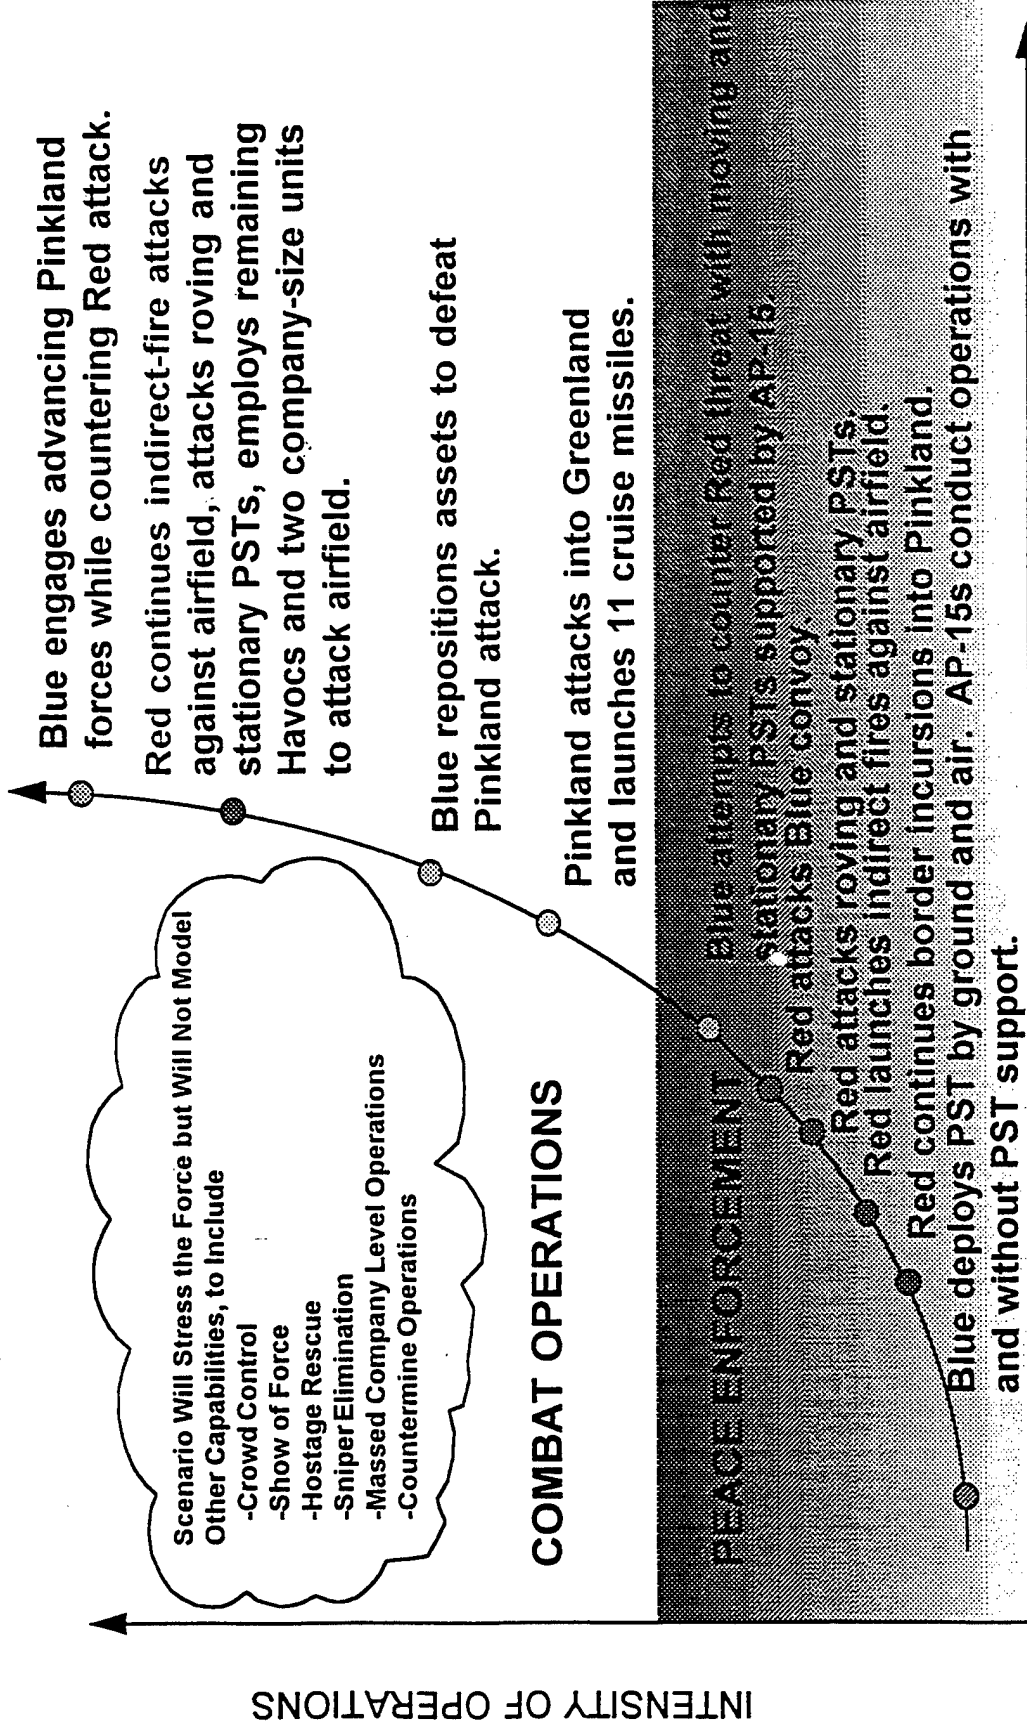 INTENSITY OF OPERATIONS
Scenario Will Stress the Force but Will Not Model
Other Capabilities, to Include
-Crowd Control
-Show of Force
-Hostage Rescue
-Sniper Elimination
-Massed Company Level Operations
-Countermine Operations
COMBAT OPERATIONS
PEACE ENFORCEMENT
Blue engages advancing Pinkland
forces while countering Red attack.
Red continues indirect-fire attacks
against airfield, attacks roving and
stationary PSTs, employs remaining
Havocs and two company-size units
to attack airfield.
Blue repositions assets to defeat
Pinkland attack.
Pinkland attacks into Greenland
and launches 11 cruise missiles.
Blue attempts to counter Red threat with moving and
stationary PSTs supported by AP-15.
Red attacks Blue convoy.
Red attacks roving and stationary PSTs.
Red launches indirect fires against airfield.
Red continues border incursions into Pinkland.
Blue deploys PST by ground and air. AP-15s conduct operations with
and without PST support.